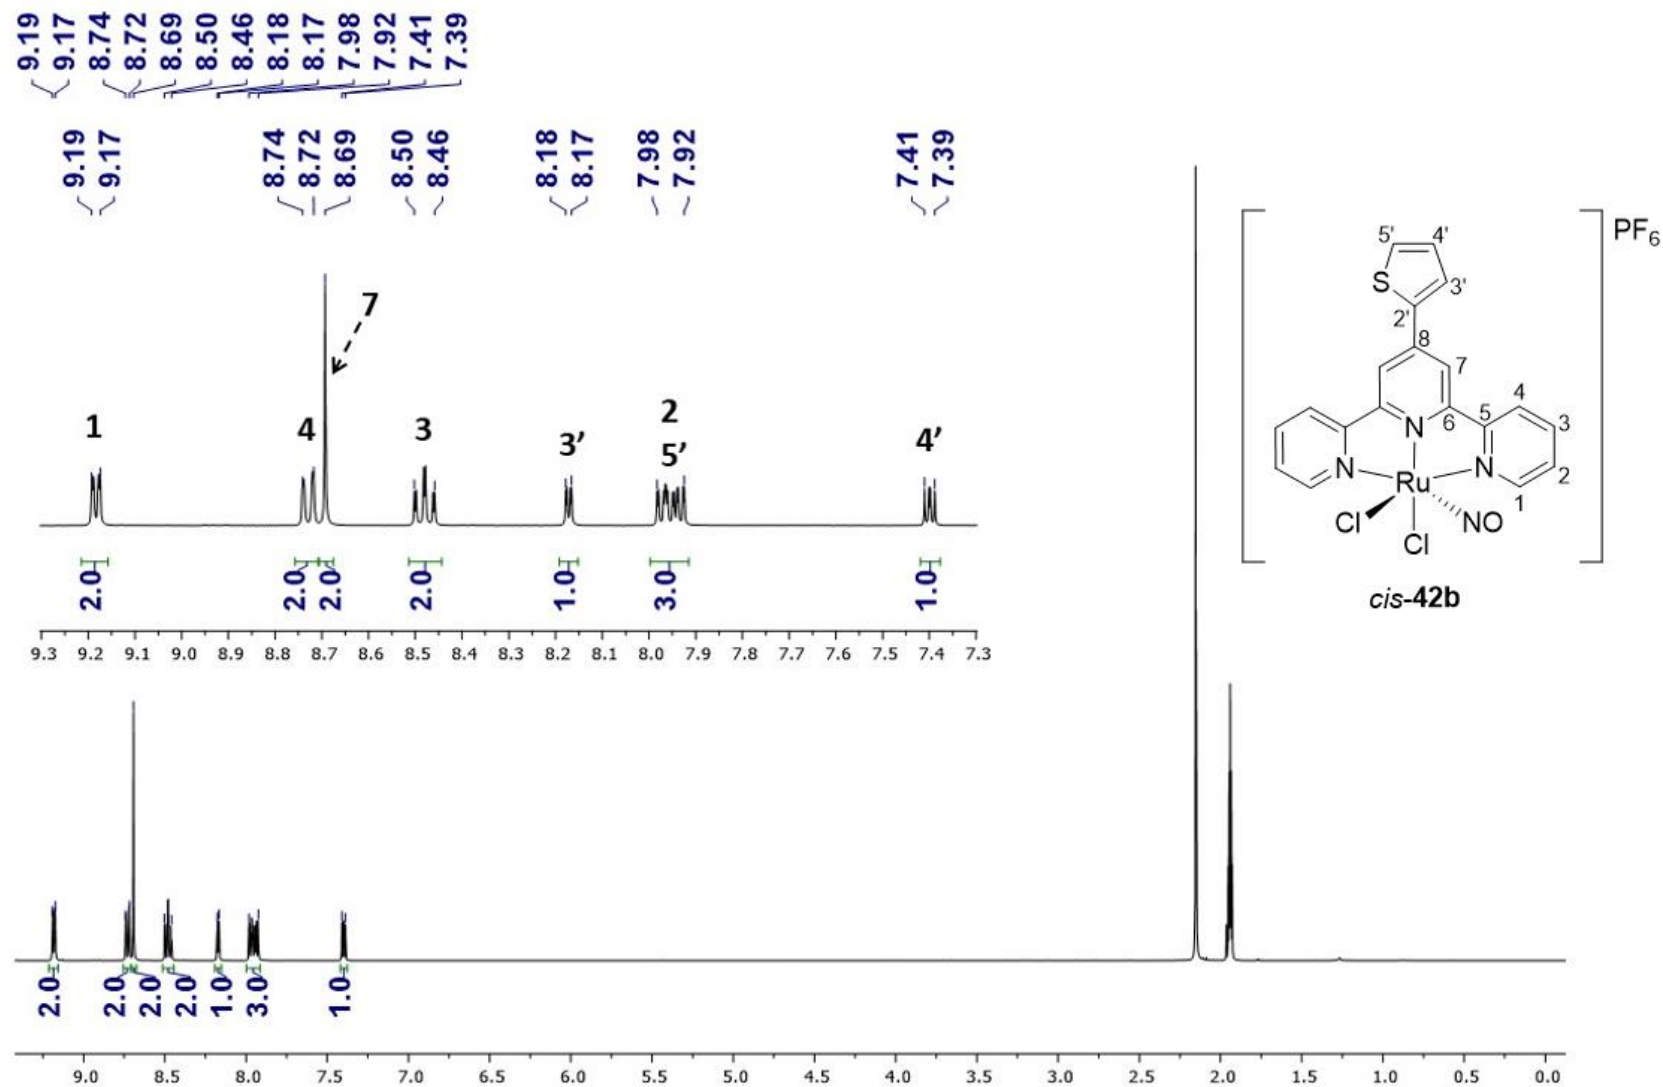 9.19 9.17 8.74 8.72 8.69 8.50 8.46 8.18 8.17 7.98 7.92 7.41 7.39
9.19 9.17 8.74 8.72 8.69 8.50 8.46 8.18 8.17 7.98 7.92 7.41 7.39
7
1 4 3 3’ 2 4’
5’
2.0 2.0 2.0 2.0 1.0 3.0 1.0
9.3 9.2 9.1 9.0 8.9 8.8 8.7 8.6 8.5 8.4 8.3 8.2 8.1 8.0 7.9 7.8 7.7 7.6 7.5 7.4 7.3
PF6
5' 4'
S 3'
2'
8
7
4
5 3
6
N
N N 2
Ru 1
Cl NO
Cl
cis-42b
2.0 2.0 2.0 2.0 1.0 3.0 1.0
9.0 8.5 8.0 7.5 7.0 6.5 6.0 5.5 5.0 4.5 4.0 3.5 3.0 2.5 2.0 1.5 1.0 0.5 0.0